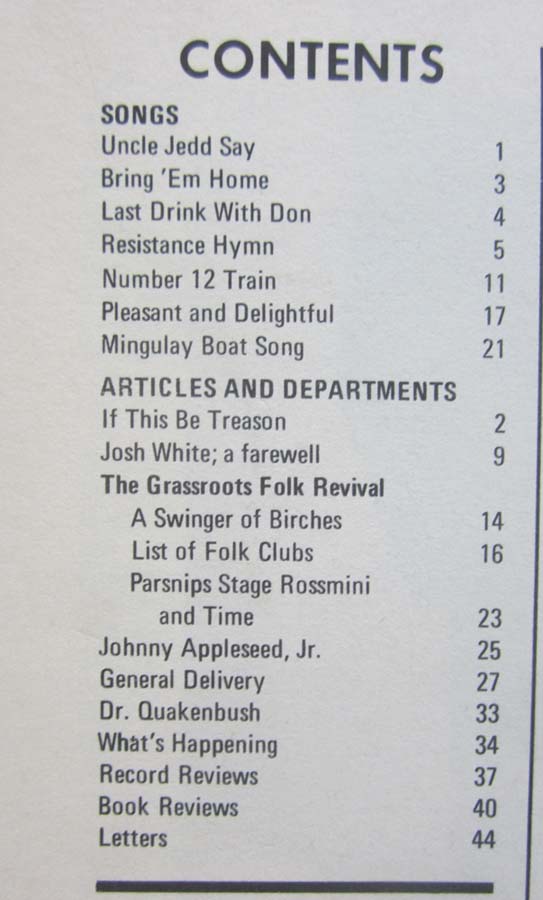 CONTENTS
SONGS
Uncle Jedd Say 1
Bring 'Em Home 3
Last Drink With Don 4
Resistance Hymn 5
Number 12 Train 11
Pleasant and Delightful 17
Mingulay Boat Song 21
ARTICLES AND DEPARTMENTS
If This Be Treason 2
Josh White; a farewell 9
The Grassroots Folk Revival
A Swinger of Birches 14
List of Folk Clubs 16
Parsnips Stage Rossmini
and Time 23
Johnny Appleseed, Jr. 25
General Delivery 27
Dr. Quakenbush 33
What's Happening 34
Record Reviews 37
Book Reviews 40
Letters 44